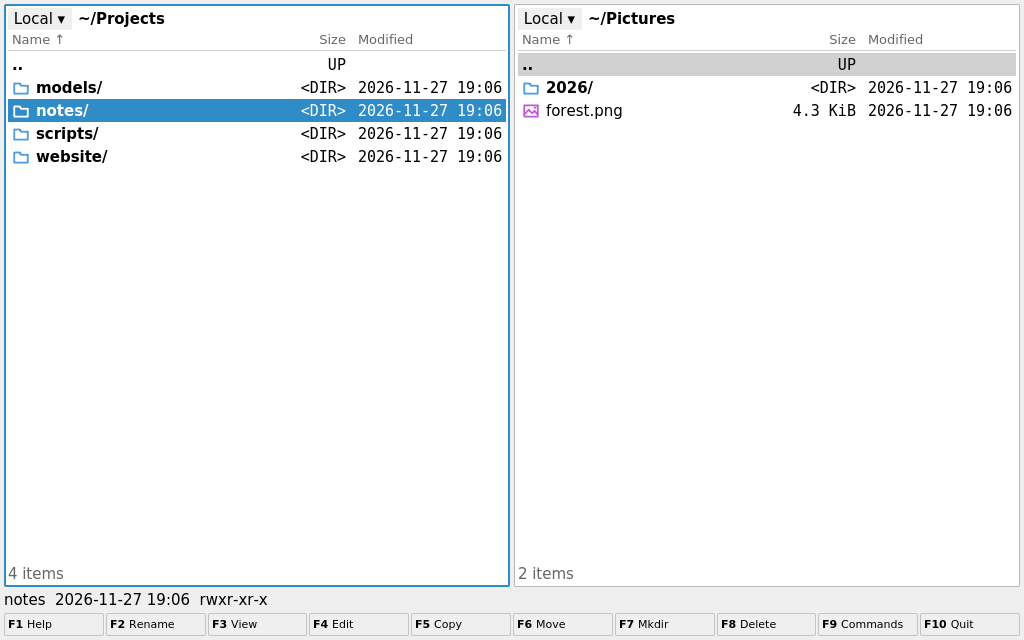 Local ▾ ~/Projects
Name ↑ Size Modified
.. UP
models/ <DIR> 2026-11-27 19:06
notes/ <DIR> 2026-11-27 19:06
scripts/ <DIR> 2026-11-27 19:06
website/ <DIR> 2026-11-27 19:06
4 items
Local ▾ ~/Pictures
Name ↑ Size Modified
.. UP
2026/ <DIR> 2026-11-27 19:06
forest.png 4.3 KiB 2026-11-27 19:06
2 items
notes 2026-11-27 19:06 rwxr-xr-x
F1 Help F2 Rename F3 View F4 Edit F5 Copy F6 Move F7 Mkdir F8 Delete F9 Commands F10 Quit